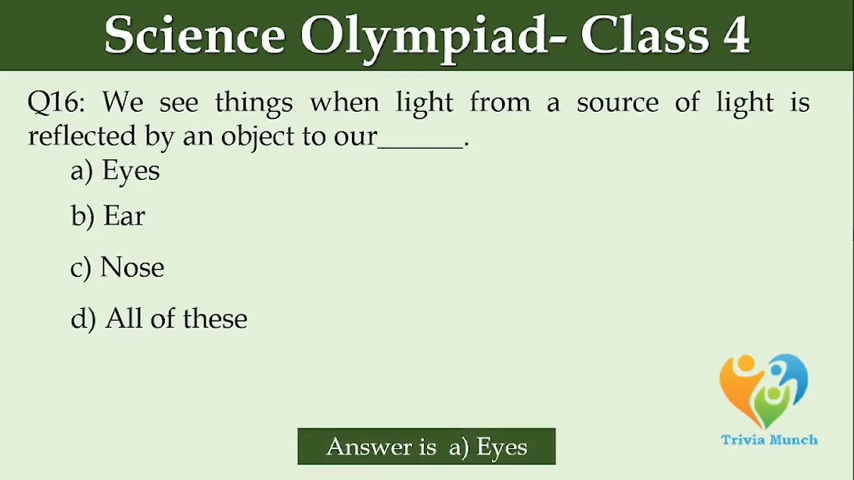 Science Olympiad- Class 4
Q16: We see things when light from a source of light is
reflected by an object to our______.
a) Eyes
b) Ear
c) Nose
d) All of these
Trivia Munch
Answer is a) Eyes